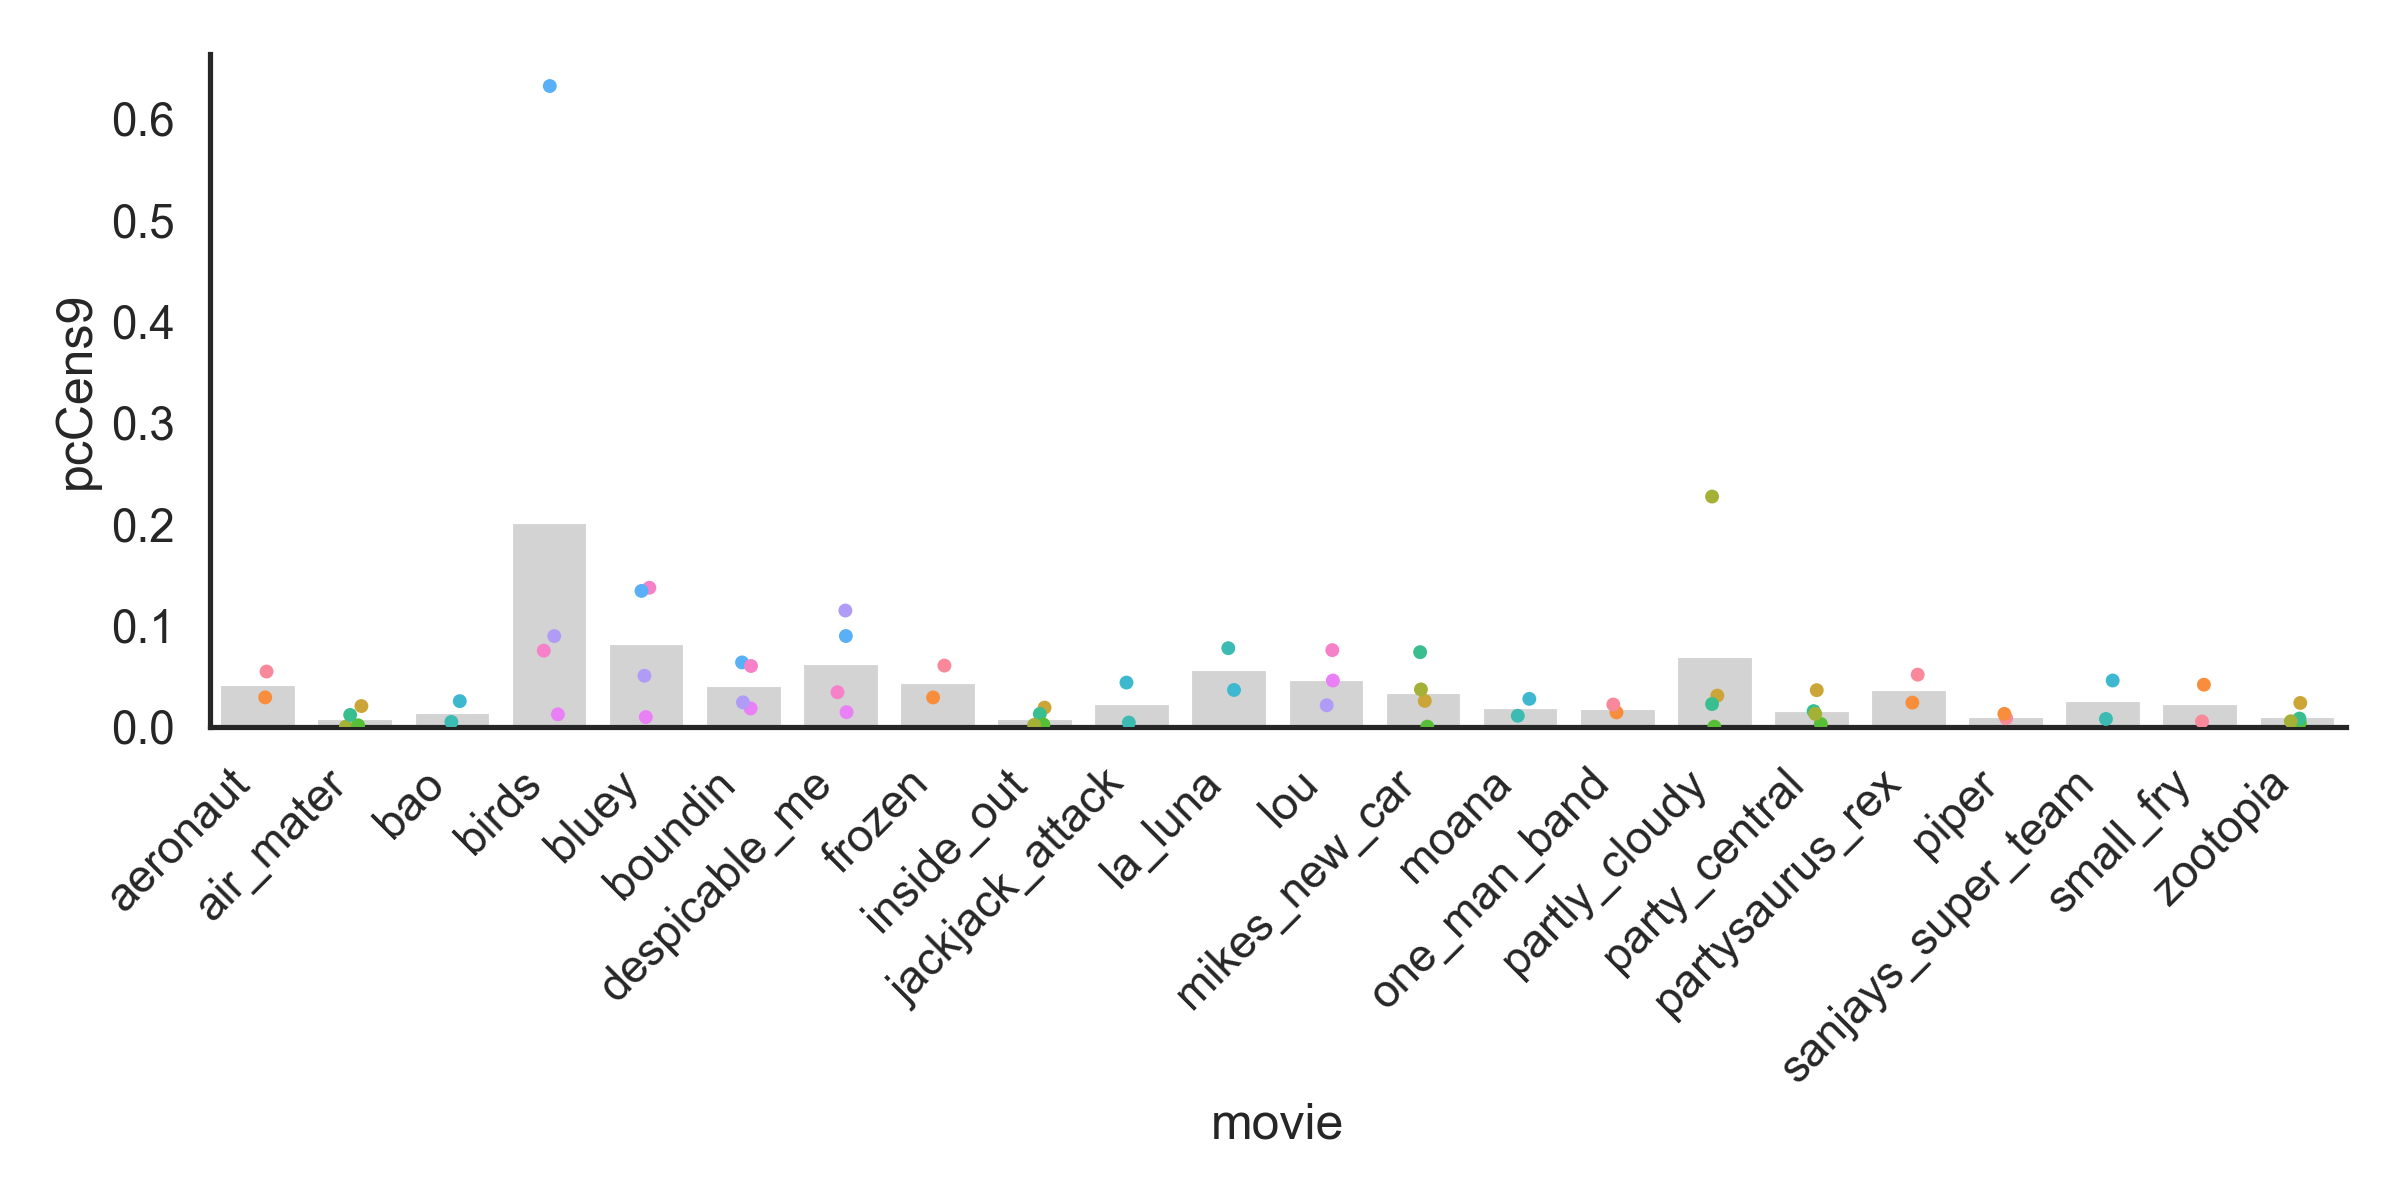 pcCens9
0.6
0.5
0.4
0.3
0.2
0.1
0.0
aeronaut
air_mater
bao
birds
bluey
boundin
despicable_me
frozen
inside_out
jackjack_attack
la_luna
lou
mikes_new_car
moana
one_man_band
partly_cloudy
party_central
partysaurus_rex
piper
sanjays_super_team
small_fry
zootopia
movie